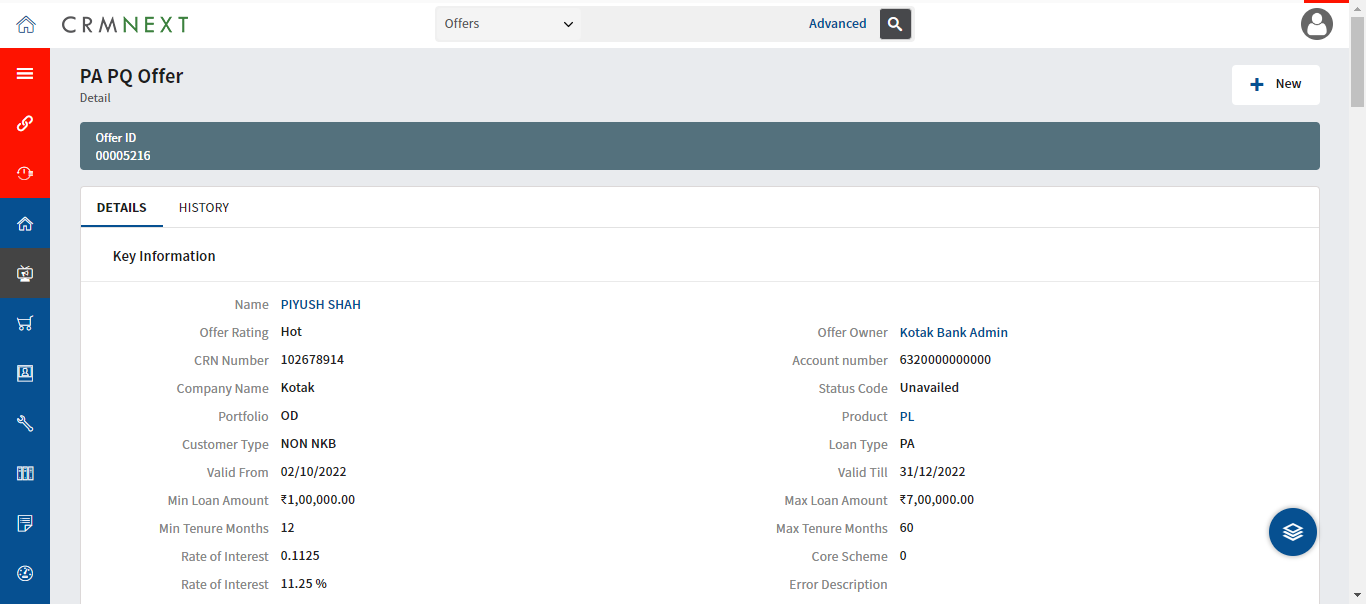 CRMNEXT
Offers
Advanced
PA PQ Offer
Detail
New
Offer ID
00005216
DETAILS HISTORY
Key Information
Name PIYUSH SHAH
Offer Rating Hot Offer Owner Kotak Bank Admin
CRN Number 102678914 Account number 6320000000000
Company Name Kotak Status Code Unavailed
Portfolio OD Product PL
Customer Type NON NKB Loan Type PA
Valid From 02/10/2022 Valid Till 31/12/2022
Min Loan Amount ₹1,00,000.00 Max Loan Amount ₹7,00,000.00
Min Tenure Months 12 Max Tenure Months 60
Rate of Interest 0.1125 Core Scheme 0
Rate of Interest 11.25 % Error Description